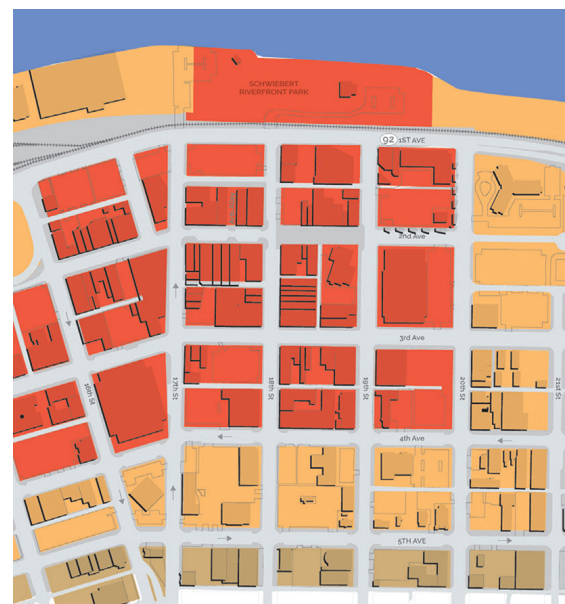 SCHWIEBERT
RIVERFRONT PARK
92 1ST AVE
2nd Ave
3rd Ave
16th St
17th St
18th St
19th St
20th St
21st St
4th Ave
5TH AVE